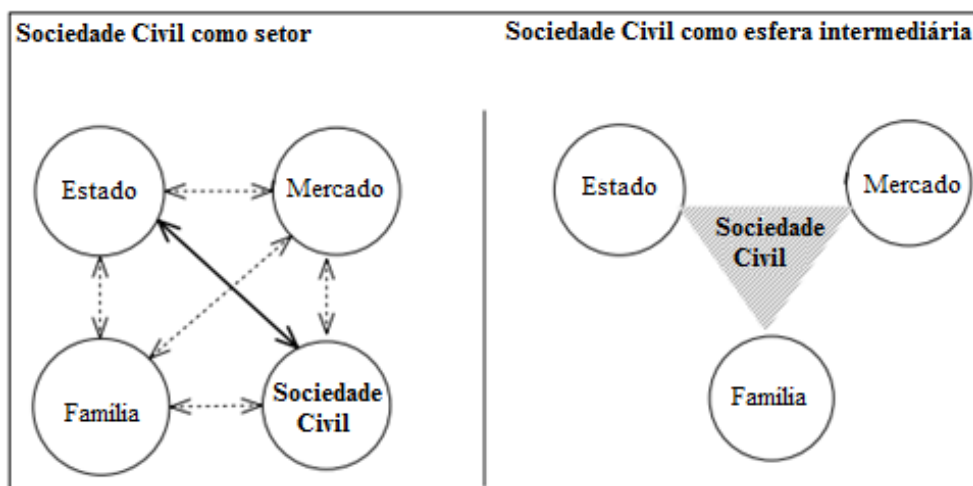 Sociedade Civil como setor
Estado
Mercado
Família
Sociedade
Civil
Sociedade Civil como esfera intermediária
Estado
Mercado
Sociedade
Civil
Família